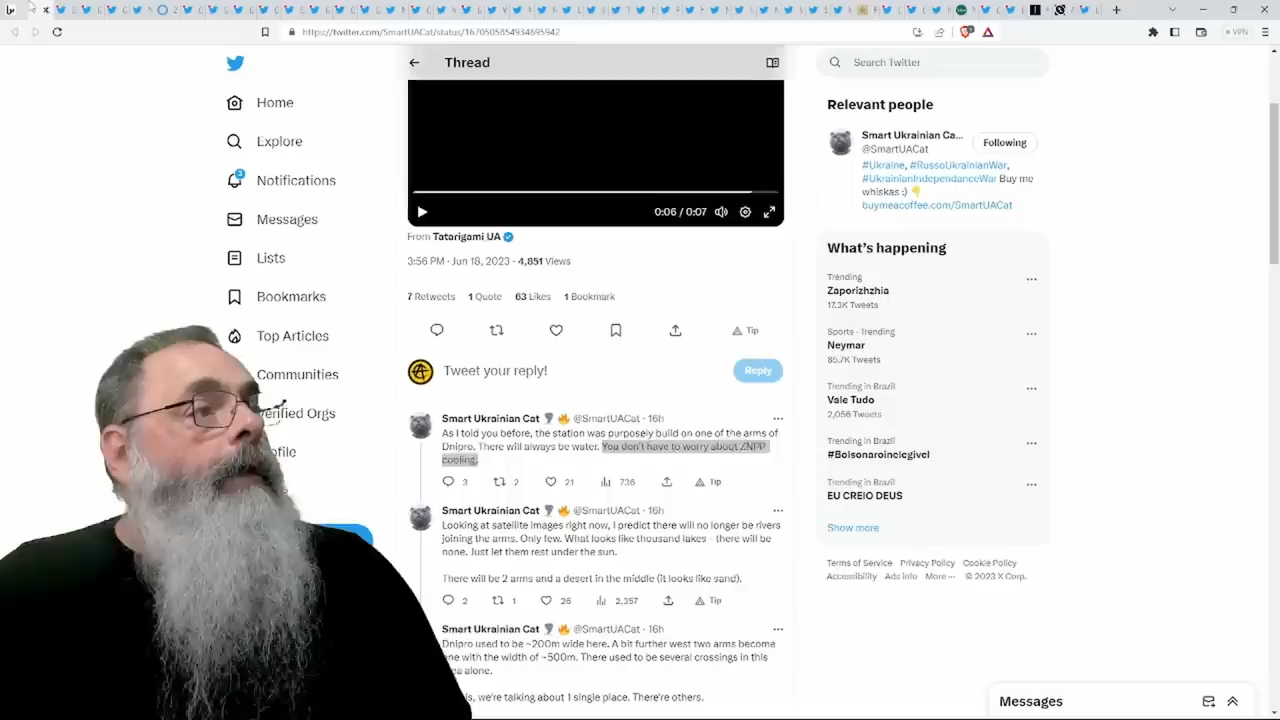 https://twitter.com/SmartUACat/status/1670505854934695942
VPN
Home
Explore
3
Notifications
Messages
Lists
Bookmarks
Top Articles
Communities
erified Orgs
ofile
Thread
0:06 / 0:07
From Tatarigami_UA
3:56 PM · Jun 18, 2023 · 4,851 Views
7 Retweets 1 Quote 63 Likes 1 Bookmark
Tip
Tweet your reply!
Reply
Smart Ukrainian Cat @SmartUACat · 16h
As I told you before, the station was purposely build on one of the arms of
Dnipro. There will always be water. You don't have to worry about ZNPP
cooling.
3 2 21 736 Tip
Smart Ukrainian Cat @SmartUACat · 16h
Looking at satellite images right now, I predict there will no longer be rivers
joining the arms. Only few. What looks like thousand lakes - there will be
none. Just let them rest under the sun.
There will be 2 arms and a desert in the middle (it looks like sand).
2 1 26 2,357 Tip
Smart Ukrainian Cat @SmartUACat · 16h
Dnipro used to be ~200m wide here. A bit further west two arms become
one with the width of ~500m. There used to be several crossings in this
ea alone.
is, we're talking about 1 single place. There're others.
Search Twitter
Relevant people
Smart Ukrainian Ca...
@SmartUACat
Following
#Ukraine, #RussoUkrainianWar,
#UkrainianIndependanceWar Buy me
whiskas :)
buymeacoffee.com/SmartUACat
What's happening
Trending
Zaporizhzhia
17.3K Tweets
Sports · Trending
Neymar
85.7K Tweets
Trending in Brazil
Vale Tudo
2,056 Tweets
Trending in Brazil
#Bolsonaroinelegivel
Trending in Brazil
EU CREIO DEUS
Show more
Terms of Service Privacy Policy Cookie Policy
Accessibility Ads info More ··· © 2023 X Corp.
Messages